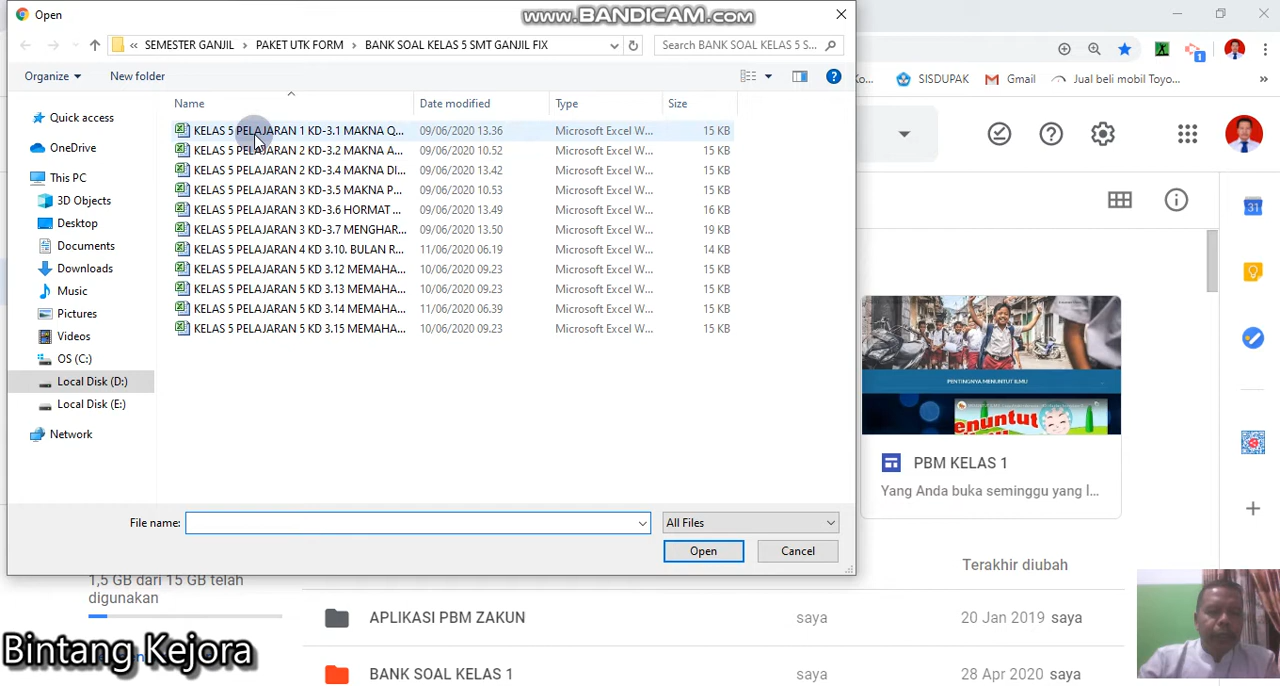 Open
www.BANDICAM.com
« SEMESTER GANJIL > PAKET UTK FORM > BANK SOAL KELAS 5 SMT GANJIL FIX
Search BANK SOAL KELAS 5 S...
Organize
New folder
Ko...
SISDUPAK
Gmail
Jual beli mobil Toyo...
»
1
Name
Date modified
Type
Size
Quick access
OneDrive
This PC
3D Objects
Desktop
Documents
Downloads
Music
Pictures
Videos
OS (C:)
Local Disk (D:)
Local Disk (E:)
Network
KELAS 5 PELAJARAN 1 KD-3.1 MAKNA Q... 09/06/2020 13.36 Microsoft Excel W... 15 KB
KELAS 5 PELAJARAN 2 KD-3.2 MAKNA A... 09/06/2020 10.32 Microsoft Excel W... 15 KB
KELAS 5 PELAJARAN 2 KD-3.4 MAKNA DI... 09/06/2020 13.42 Microsoft Excel W... 15 KB
KELAS 5 PELAJARAN 3 KD-3.5 MAKNA P... 09/06/2020 10.53 Microsoft Excel W... 15 KB
KELAS 5 PELAJARAN 3 KD-3.6 HORMAT ... 09/06/2020 13.49 Microsoft Excel W... 16 KB
KELAS 5 PELAJARAN 3 KD-3.7 MENGHAR... 09/06/2020 13.50 Microsoft Excel W... 19 KB
KELAS 5 PELAJARAN 4 KD 3.10. BULAN R... 11/06/2020 06.19 Microsoft Excel W... 14 KB
KELAS 5 PELAJARAN 5 KD 3.12 MEMAHA... 10/06/2020 09.23 Microsoft Excel W... 15 KB
KELAS 5 PELAJARAN 5 KD 3.13 MEMAHA... 10/06/2020 09.23 Microsoft Excel W... 15 KB
KELAS 5 PELAJARAN 5 KD 3.14 MEMAHA... 11/06/2020 06.39 Microsoft Excel W... 15 KB
KELAS 5 PELAJARAN 5 KD 3.15 MEMAHA... 10/06/2020 09.23 Microsoft Excel W... 15 KB
File name:
All Files
Open
Cancel
31
PENTINGNYA MENUNTUT ILMU
enuntut
PBM KELAS 1
Yang Anda buka seminggu yang l...
Terakhir diubah
1,5 GB dari 15 GB telah
digunakan
APLIKASI PBM ZAKUN saya 20 Jan 2019 saya
BANK SOAL KELAS 1 saya 28 Apr 2020 saya
Bintang Kejora